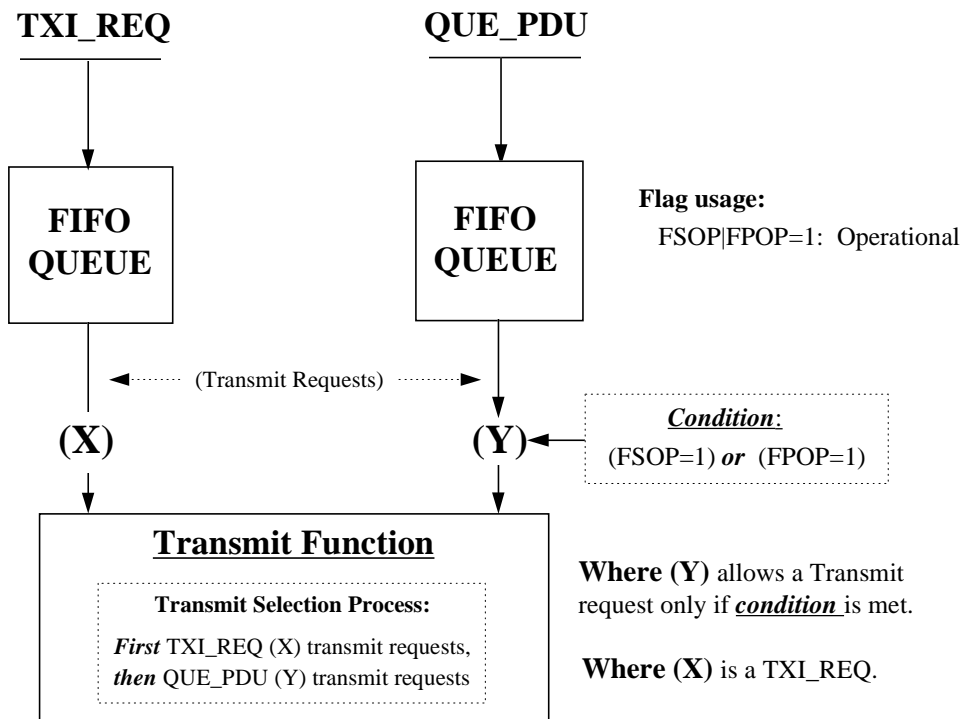 TXI_REQ
QUE_PDU
FIFO
QUEUE
FIFO
QUEUE
Flag usage:
FSOP|FPOP=1: Operational
(Transmit Requests)
(X)
(Y)
Condition:
(FSOP=1) or (FPOP=1)
Transmit Function
Transmit Selection Process:
First TXI_REQ (X) transmit requests,
then QUE_PDU (Y) transmit requests
Where (Y) allows a Transmit
request only if condition is met.
Where (X) is a TXI_REQ.